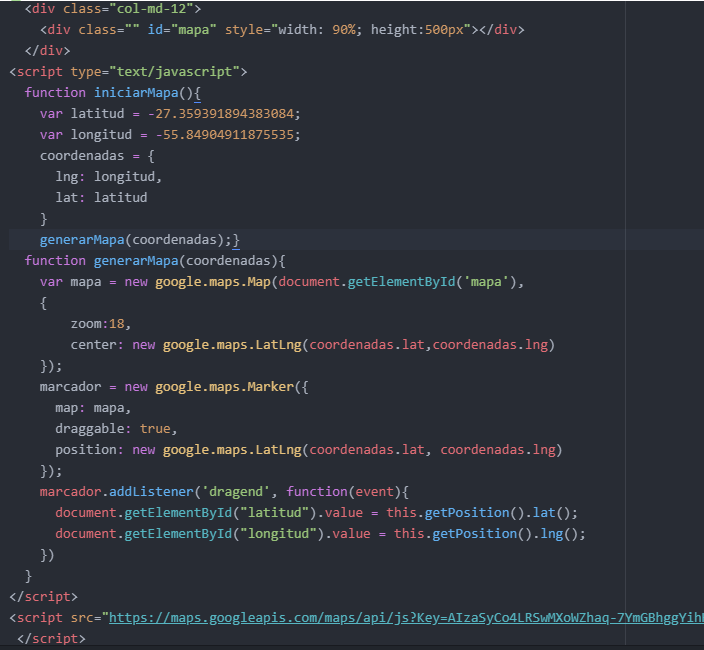 <div class="col-md-12">
<div class="" id="mapa" style="width: 90%; height:500px"></div>
</div>
<script type="text/javascript">
function iniciarMapa(){
var latitud = -27.359391894383084;
var longitud = -55.84904911875535;
coordenadas = {
lng: longitud,
lat: latitud
}
generarMapa(coordenadas);}
function generarMapa(coordenadas){
var mapa = new google.maps.Map(document.getElementById('mapa'),
{
zoom:18,
center: new google.maps.LatLng(coordenadas.lat,coordenadas.lng)
});
marcador = new google.maps.Marker({
map: mapa,
draggable: true,
position: new google.maps.LatLng(coordenadas.lat, coordenadas.lng)
});
marcador.addListener('dragend', function(event){
document.getElementById("latitud").value = this.getPosition().lat();
document.getElementById("longitud").value = this.getPosition().lng();
})
}
</script>
<script src="https://maps.googleapis.com/maps/api/js?Key=AIzaSyCo4LRSwMXoWZhaq-7YmGBhggYih
</script>